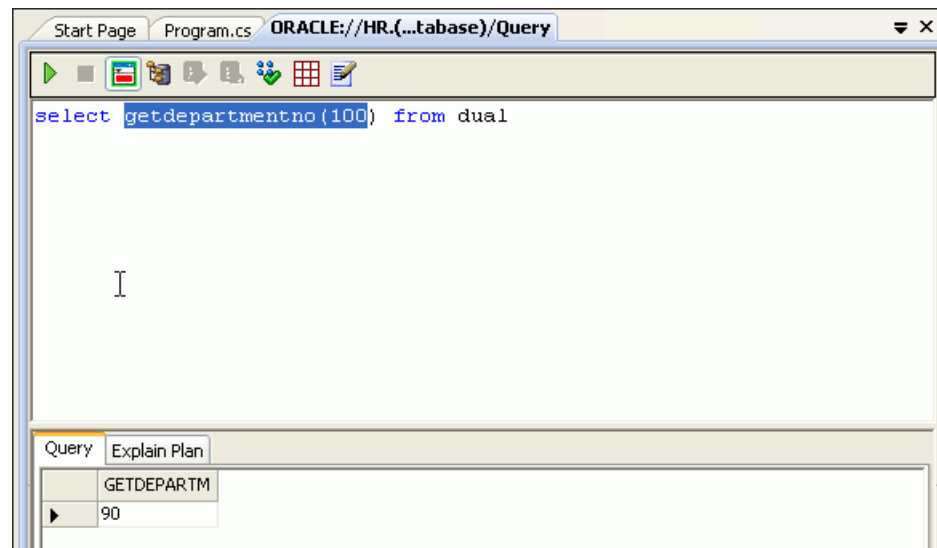 Start Page Program.cs ORACLE://HR.(...tabase)/Query
select getdepartmentno(100) from dual
Query Explain Plan
GETDEPARTM
90